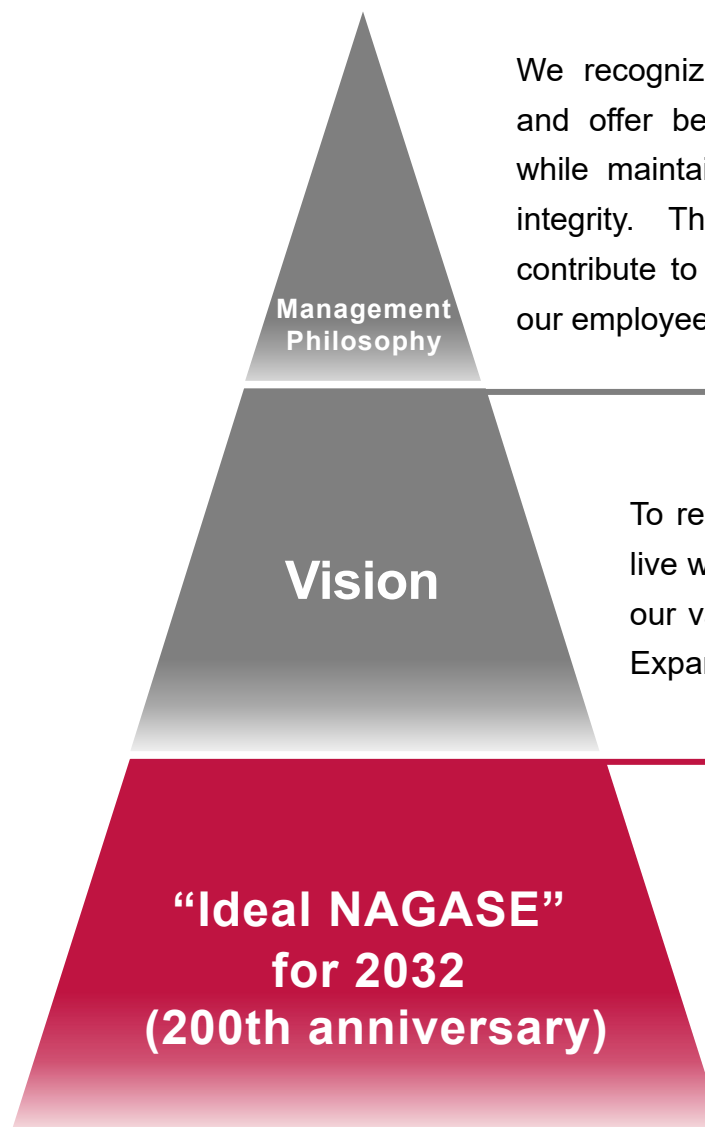 We recogniz
and offer be
while maintai
integrity. Th
contribute to
our employee
Management
Philosophy
To re
live w
our v
Expar
Vision
“Ideal NAGASE”
for 2032
(200th anniversary)